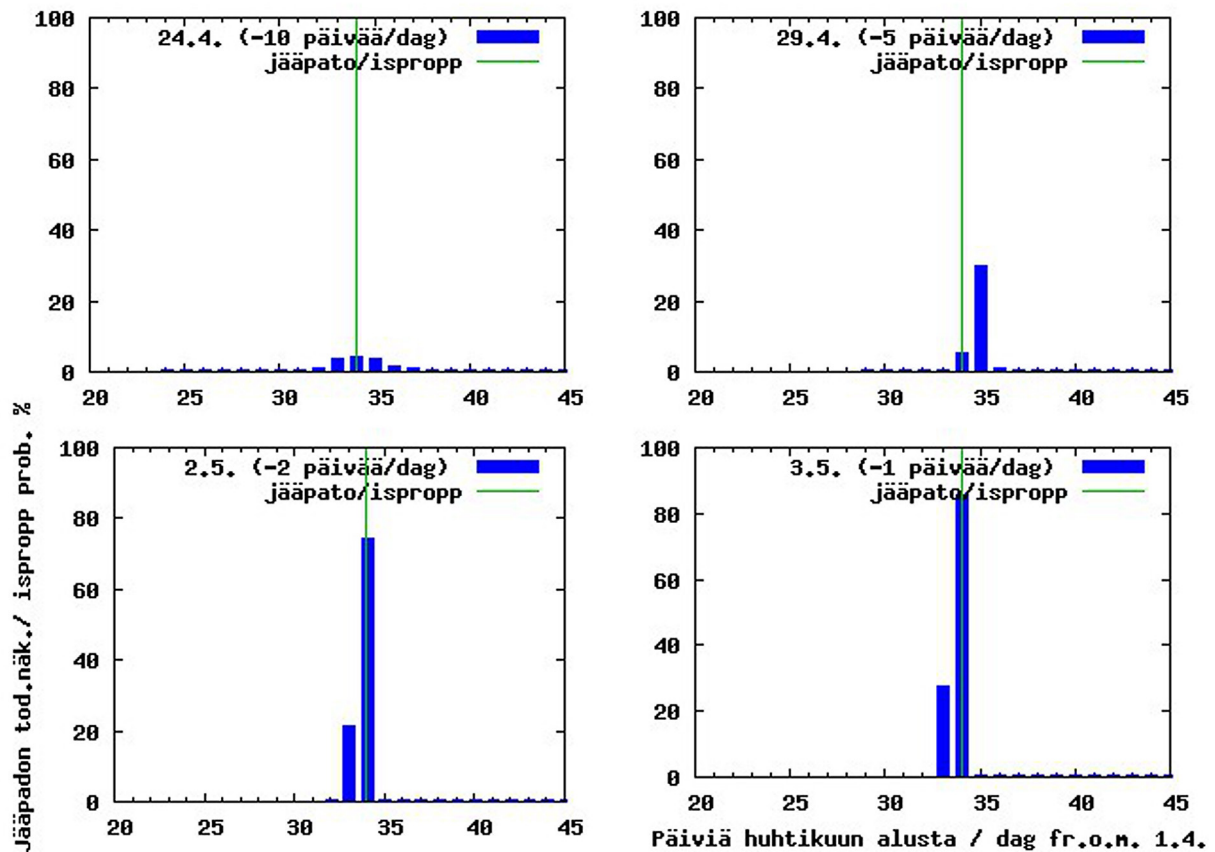 100
80
60
40
20
0
24.4. (-10 päivää/dag)
jääpato/ispropp
20 25 30 35 40 45
100
80
60
40
20
0
29.4. (-5 päivää/dag)
jääpato/ispropp
20 25 30 35 40 45
Jääpadon tod.näk./ ispropp prob. %
100
80
60
40
20
0
2.5. (-2 päivää/dag)
jääpato/ispropp
20 25 30 35 40 45
100
80
60
40
20
0
3.5. (-1 päivää/dag)
jääpato/ispropp
20 25 30 35 40 45
Päiviä huhtikuun alusta / dag fr.o.m. 1.4.